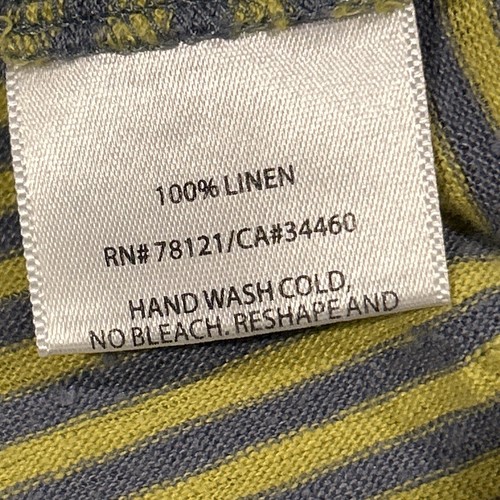 100% LINEN
RN# 78121/CA#34460
HAND WASH COLD,
NO BLEACH. RESHAPE AND